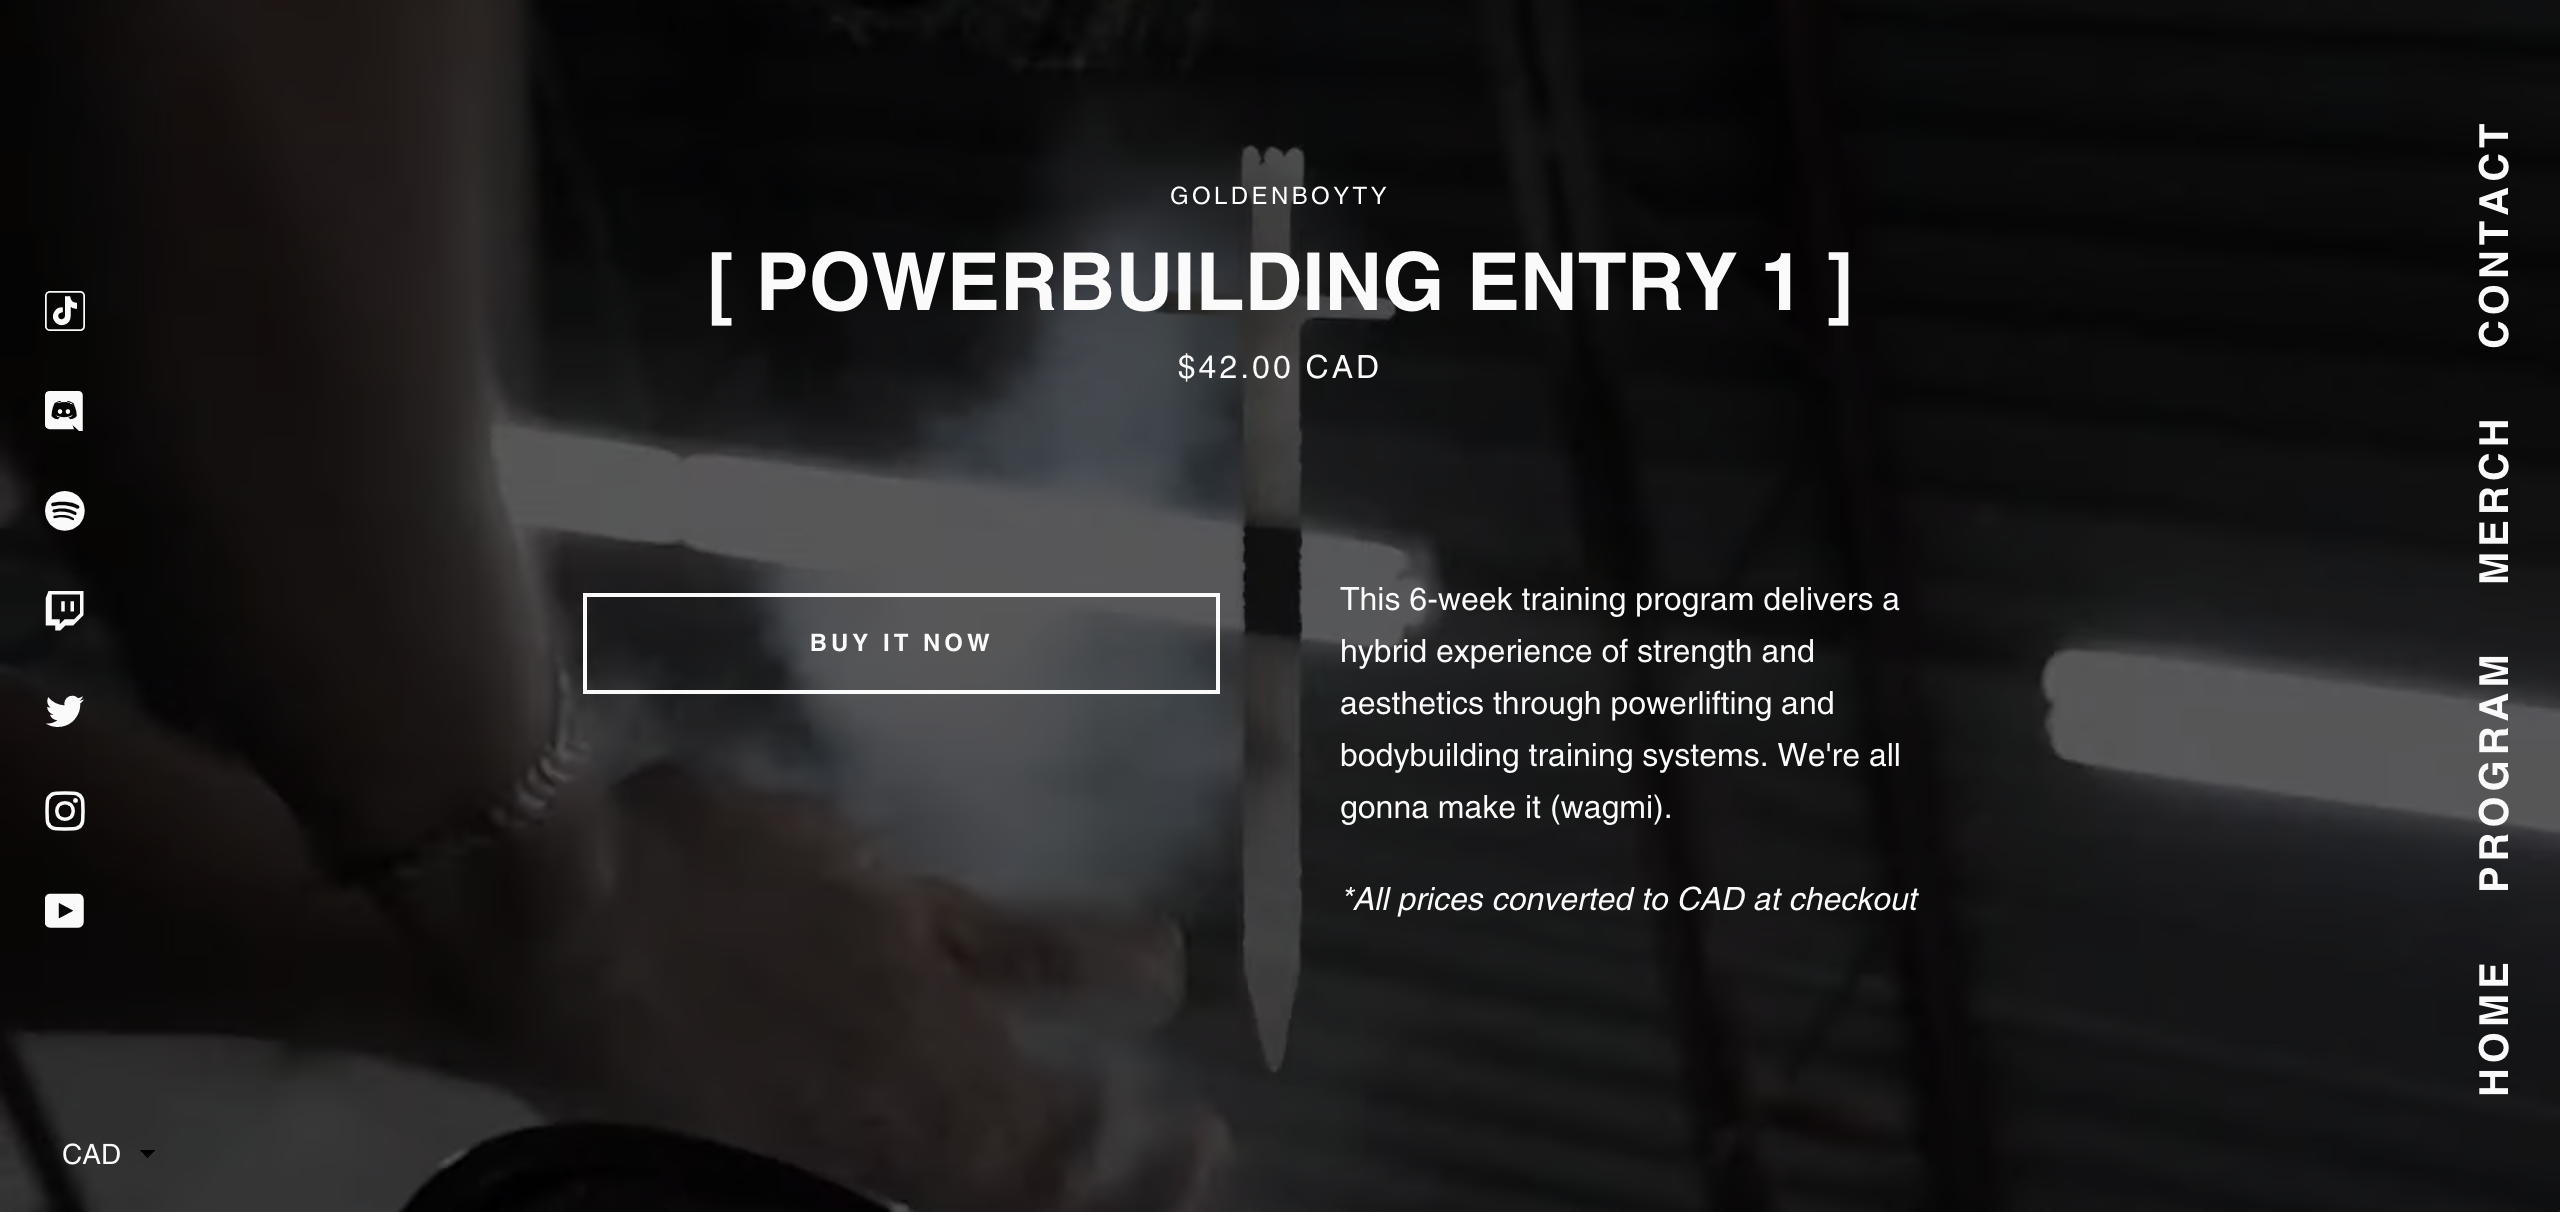 GOLDENBOYTY
[ POWERBUILDING ENTRY 1 ]
$42.00 CAD
BUY IT NOW
This 6-week training program delivers a
hybrid experience of strength and
aesthetics through powerlifting and
bodybuilding training systems. We're all
gonna make it (wagmi).
*All prices converted to CAD at checkout
CONTACT
MERCH
PROGRAM
HOME
CAD